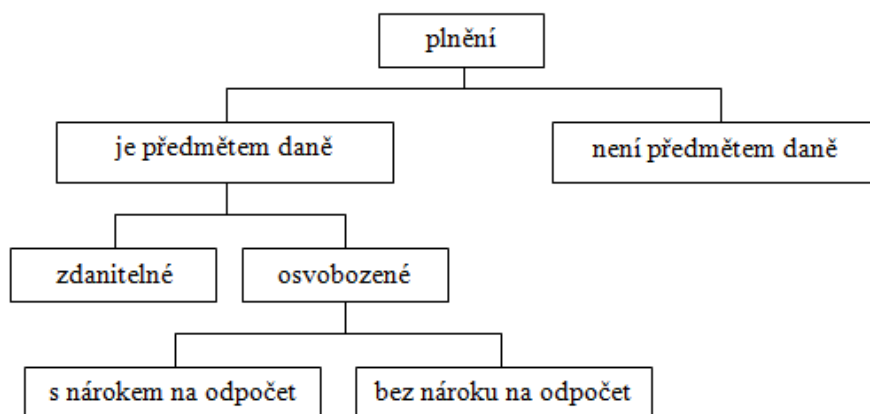 plnění
je předmětem daně
není předmětem daně
zdanitelné
osvobozené
s nárokem na odpočet
bez nároku na odpočet